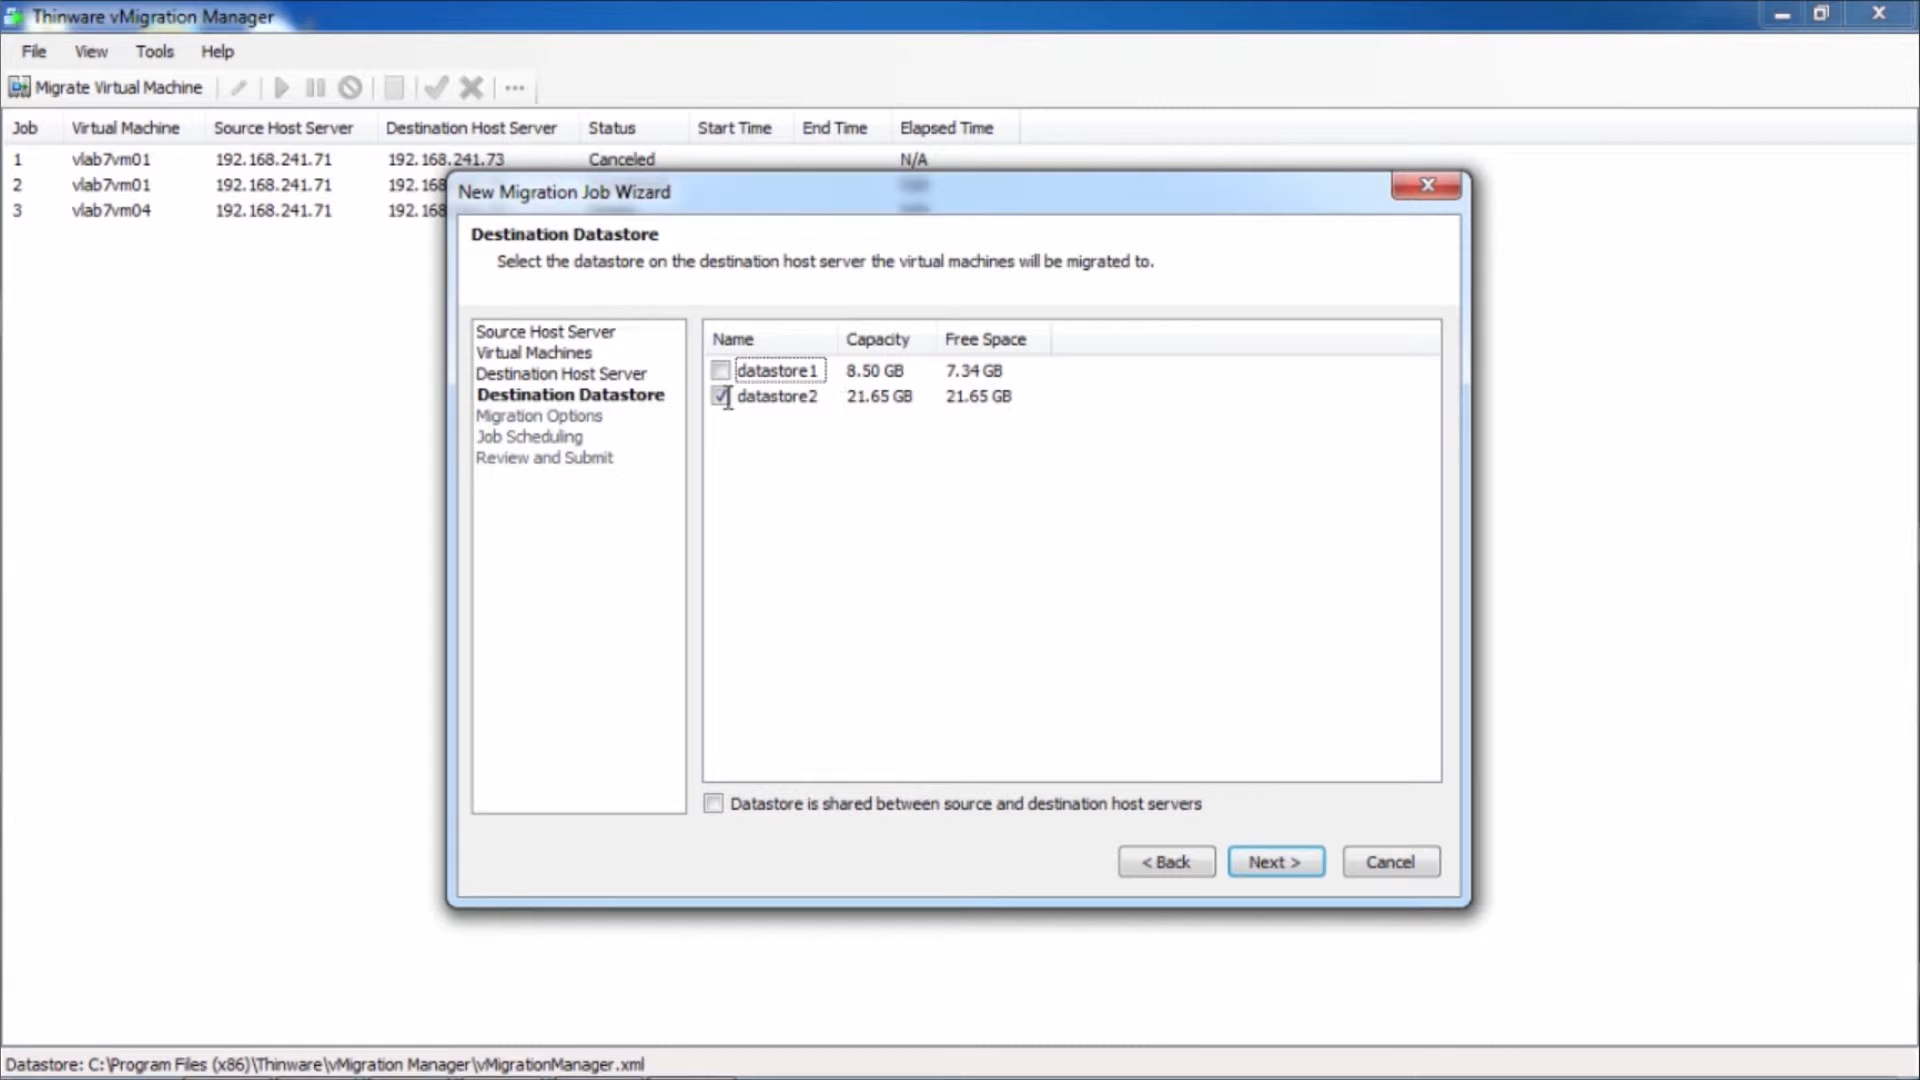 Thinware vMigration Manager
File View Tools Help
Migrate Virtual Machine
Job Virtual Machine Source Host Server Destination Host Server Status Start Time End Time Elapsed Time
1 vlab7vm01 192.168.241.71 192.168.241.73 Canceled N/A
2 vlab7vm01 192.168.241.71 192.168
3 vlab7vm04 192.168.241.71 192.168
New Migration Job Wizard
Destination Datastore
Select the datastore on the destination host server the virtual machines will be migrated to.
Source Host Server
Virtual Machines
Destination Host Server
Destination Datastore
Migration Options
Job Scheduling
Review and Submit
Name Capacity Free Space
datastore1 8.50 GB 7.34 GB
datastore2 21.65 GB 21.65 GB
Datastore is shared between source and destination host servers
< Back Next > Cancel
Datastore: C:\Program Files (x86)\Thinware\vMigration Manager\vMigrationManager.xml